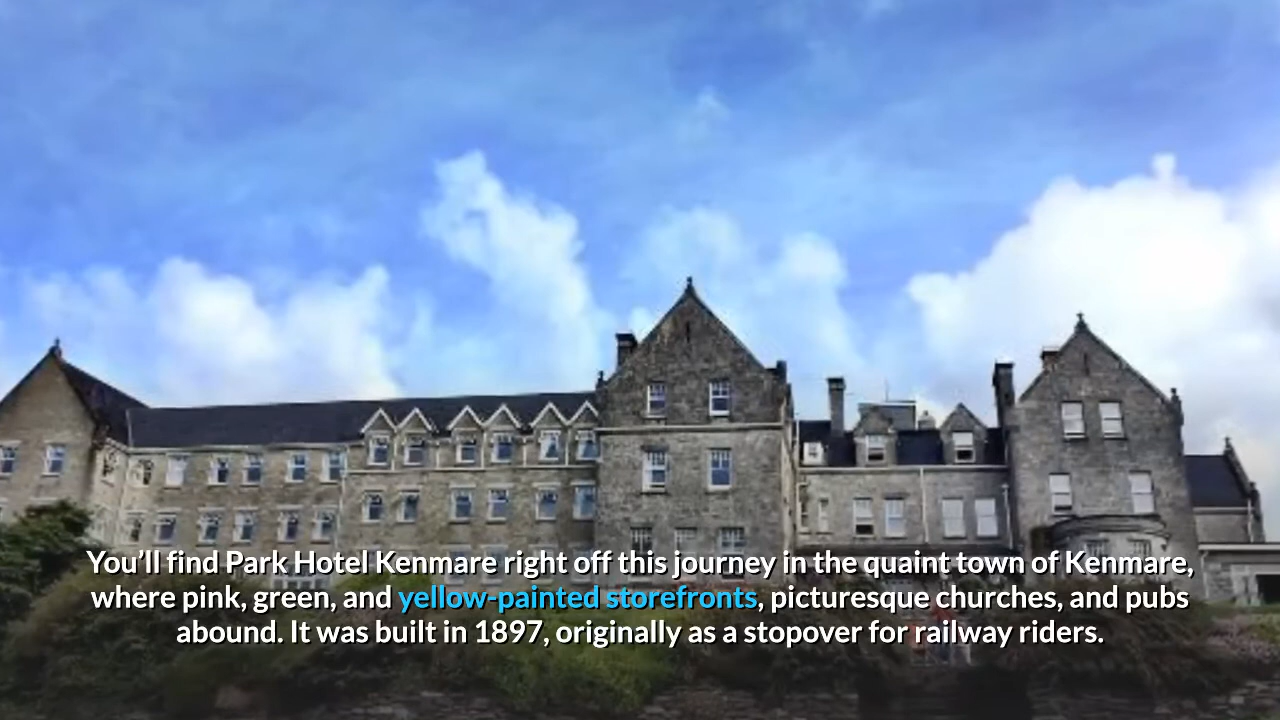 You’ll find Park Hotel Kenmare right off this journey in the quaint town of Kenmare,
where pink, green, and yellow-painted storefronts, picturesque churches, and pubs
abound. It was built in 1897, originally as a stopover for railway riders.